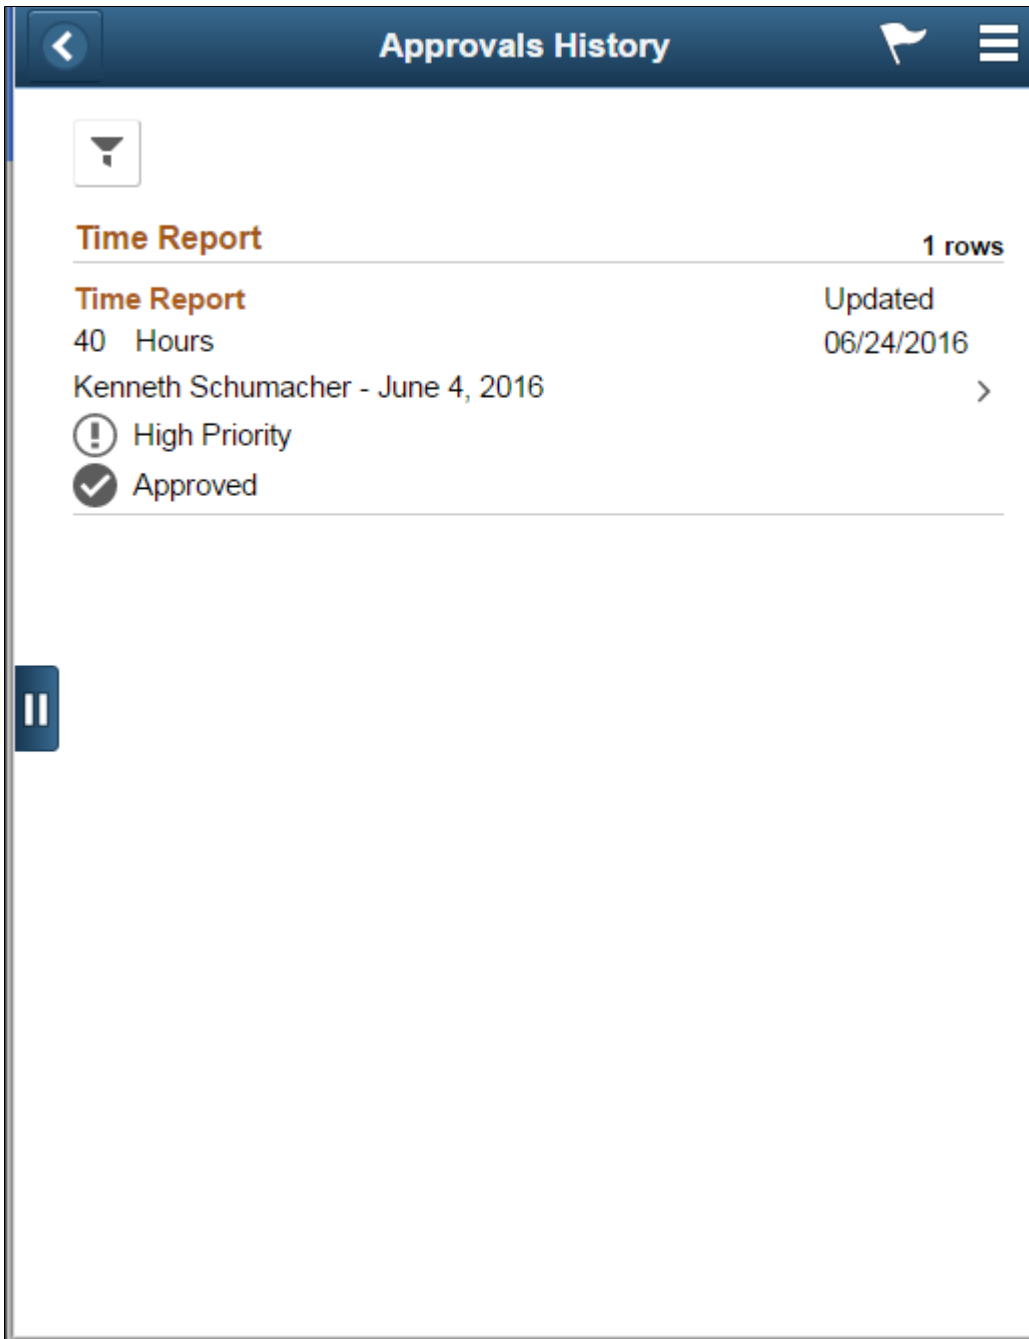 Approvals History
Time Report
1 rows
Time Report
Updated
40 Hours
06/24/2016
Kenneth Schumacher - June 4, 2016
High Priority
Approved